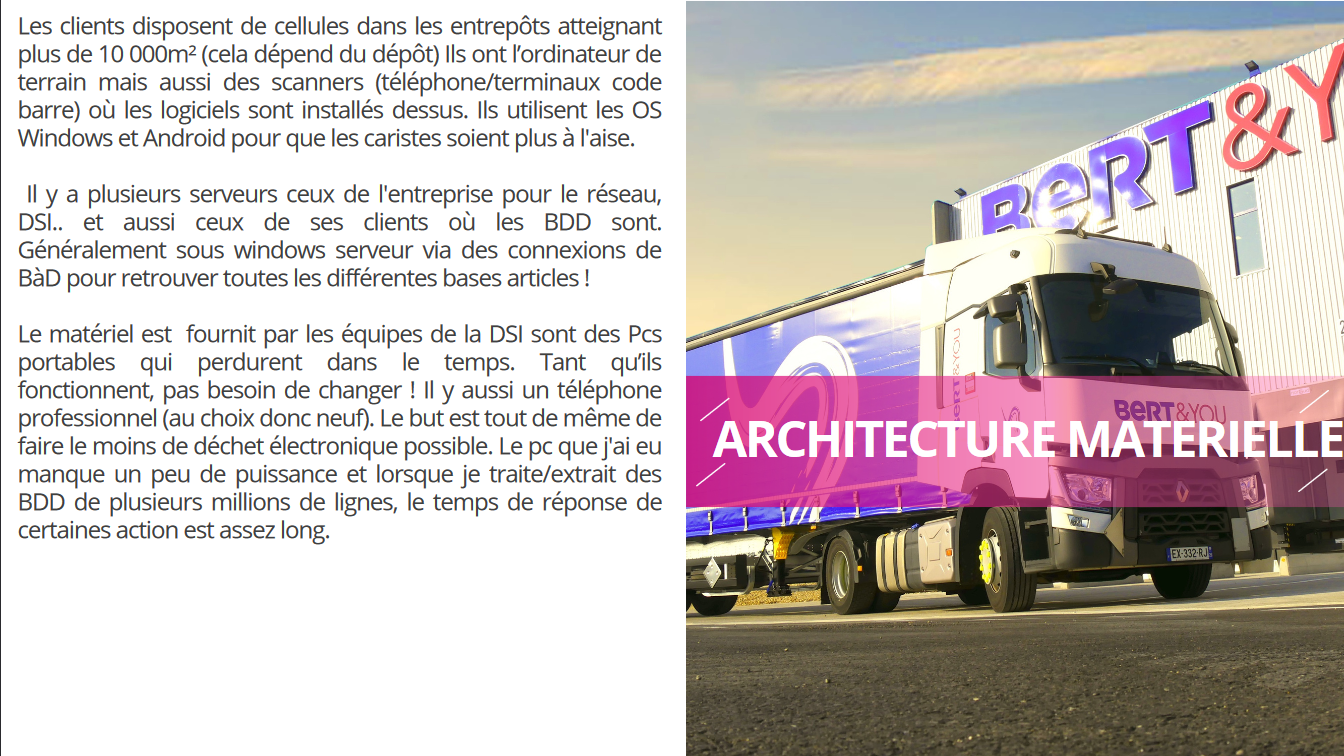 Les clients disposent de cellules dans les entrepôts atteignant
plus de 10 000m² (cela dépend du dépôt) Ils ont l’ordinateur de
terrain mais aussi des scanners (téléphone/terminaux code
barre) où les logiciels sont installés dessus. Ils utilisent les OS
Windows et Android pour que les caristes soient plus à l'aise.
Il y a plusieurs serveurs ceux de l'entreprise pour le réseau,
DSI.. et aussi ceux de ses clients où les BDD sont.
Généralement sous windows serveur via des connexions de
BàD pour retrouver toutes les différentes bases articles !
Le matériel est fournit par les équipes de la DSI sont des Pcs
portables qui perdurent dans le temps. Tant qu’ils
fonctionnent, pas besoin de changer ! Il y aussi un téléphone
professionnel (au choix donc neuf). Le but est tout de même de
faire le moins de déchet électronique possible. Le pc que j'ai eu
manque un peu de puissance et lorsque je traite/extrait des
BDD de plusieurs millions de lignes, le temps de réponse de
certaines action est assez long.
BeRT&Y
BERT&YOU
BERT&YOU
ARCHITECTURE MATERIELLE
EX-332-RJ